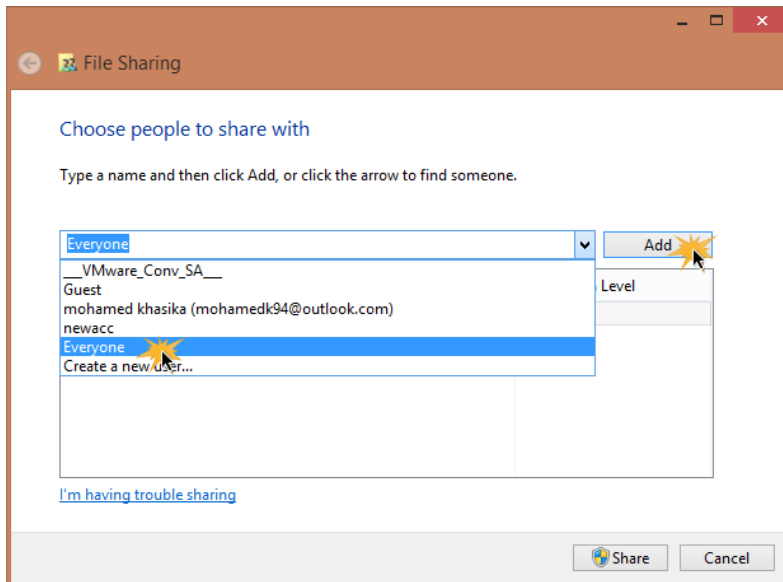 File Sharing
Choose people to share with
Type a name and then click Add, or click the arrow to find someone.
Everyone
Add
___VMware_Conv_SA___
Guest
Level
mohamed khasika (mohamedk94@outlook.com)
newacc
Everyone
Create a new user...
I'm having trouble sharing
Share
Cancel